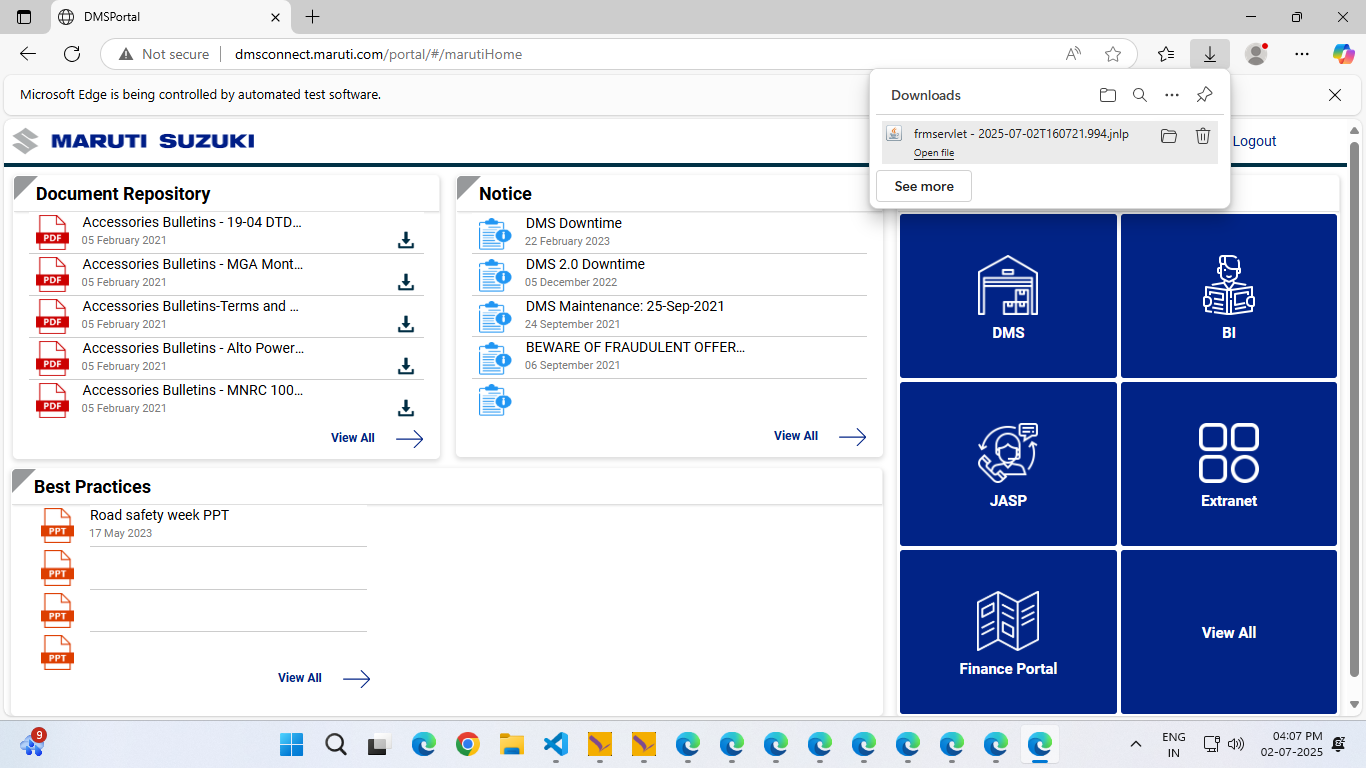 DMSPortal
Not secure
dmsconnect.maruti.com/portal/#/marutiHome
Microsoft Edge is being controlled by automated test software.
Downloads
frmservlet - 2025-07-02T160721.994.jnlp
Open file
See more
MARUTI SUZUKI
Logout
Document Repository
Accessories Bulletins - 19-04 DTD...
05 February 2021
Accessories Bulletins - MGA Mont...
05 February 2021
Accessories Bulletins-Terms and ...
05 February 2021
Accessories Bulletins - Alto Power...
05 February 2021
Accessories Bulletins - MNRC 100...
05 February 2021
PDF
PDF
PDF
PDF
PDF
View All
Notice
DMS Downtime
22 February 2023
DMS 2.0 Downtime
05 December 2022
DMS Maintenance: 25-Sep-2021
24 September 2021
BEWARE OF FRAUDULENT OFFER...
06 September 2021
View All
Best Practices
Road safety week PPT
17 May 2023
PPT
PPT
PPT
PPT
View All
DMS
BI
JASP
Extranet
Finance Portal
View All
9
ENG
IN
04:07 PM
02-07-2025